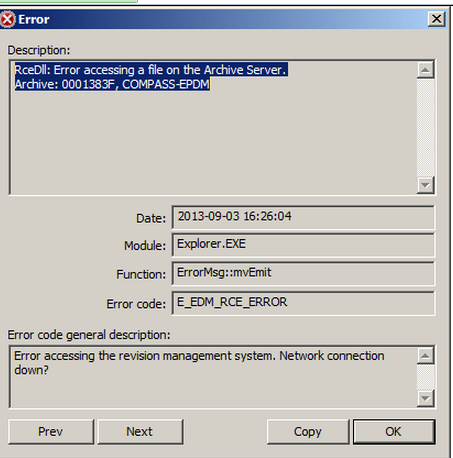 Error
Description:
RceDll: Error accessing a file on the Archive Server.
Archive: 0001383F, COMPASS-EPDM
Date: 2013-09-03 16:26:04
Module: Explorer.EXE
Function: ErrorMsg::mvEmit
Error code: E_EDM_RCE_ERROR
Error code general description:
Error accessing the revision management system. Network connection
down?
Prev Next Copy OK